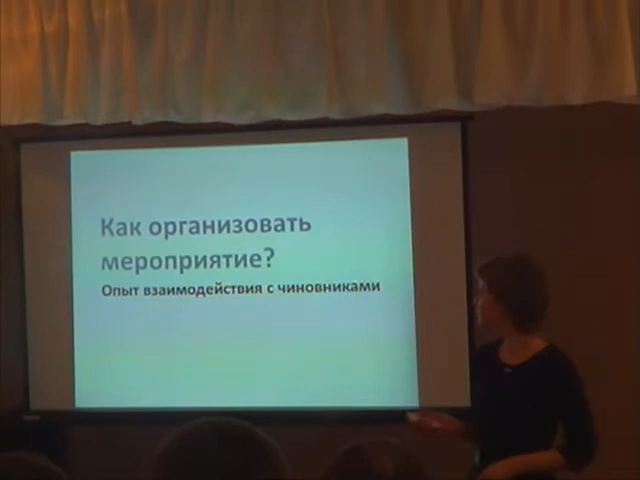 Как организовать
мероприятие?
Опыт взаимодействия с чиновниками